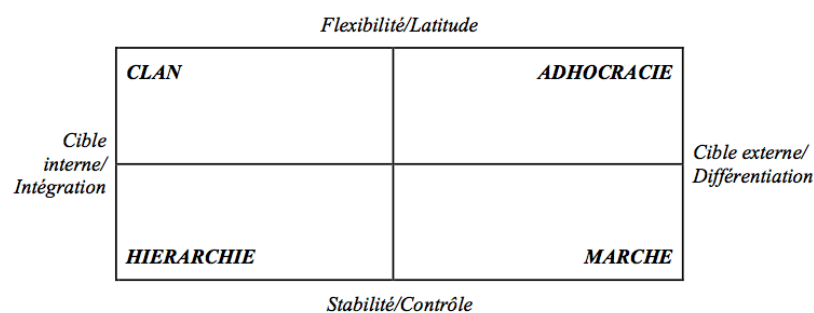 Flexibilité/Latitude
CLAN
ADHOCRACIE
Cible
interne/
Intégration
Cible externe/
Différentiation
HIERARCHIE
MARCHE
Stabilité/Contrôle